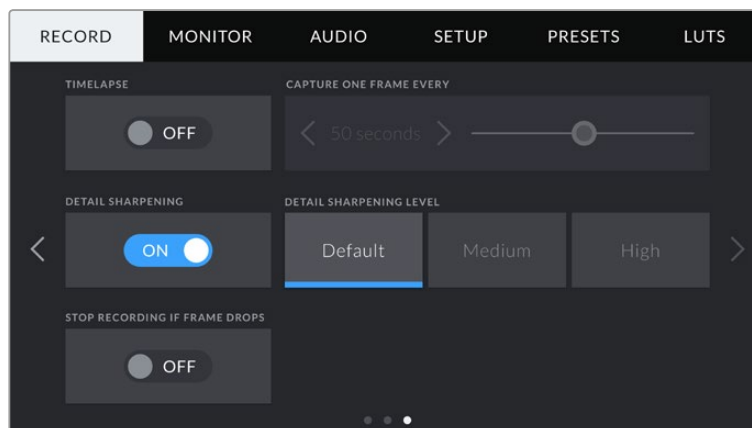 RECORD MONITOR AUDIO SETUP PRESETS LUTS
TIMELAPSE CAPTURE ONE FRAME EVERY
OFF 50 seconds
DETAIL SHARPENING DETAIL SHARPENING LEVEL
ON Default Medium High
STOP RECORDING IF FRAME DROPS
OFF